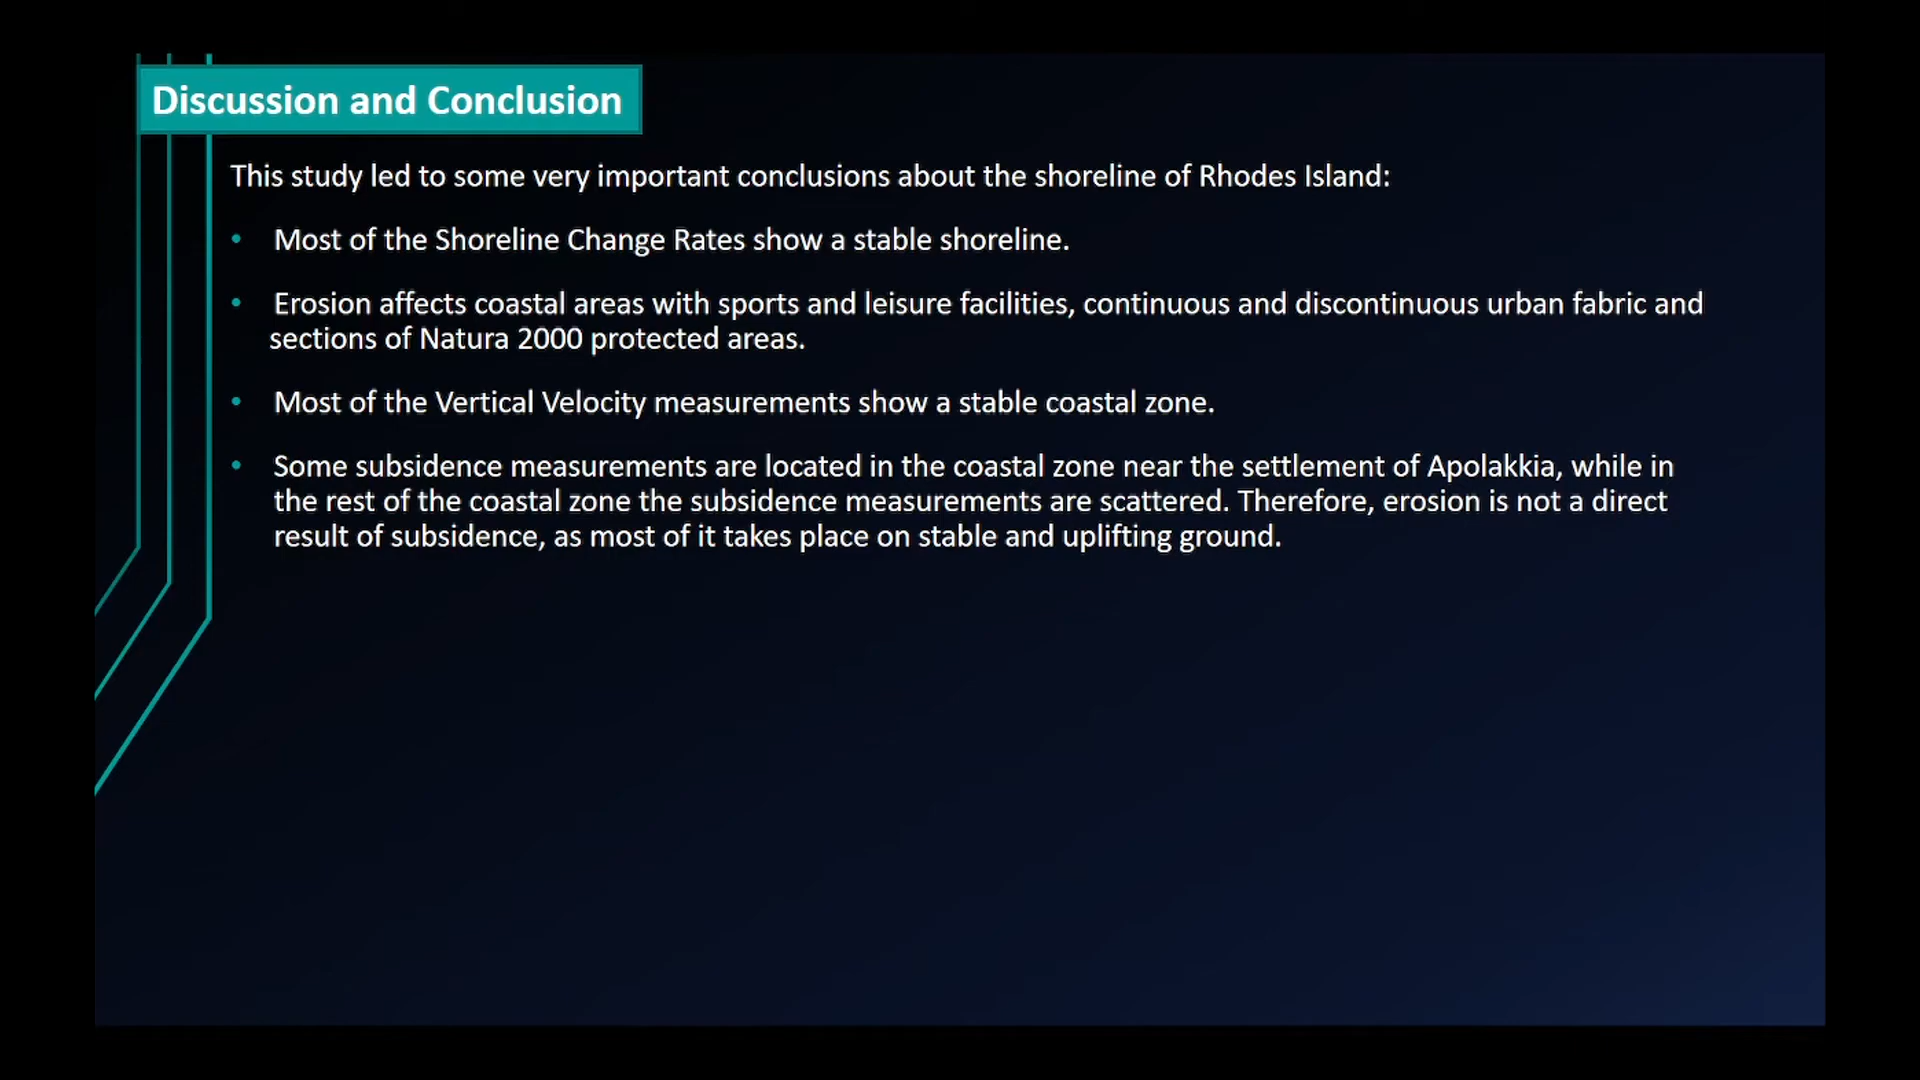 Discussion and Conclusion
This study led to some very important conclusions about the shoreline of Rhodes Island:
• Most of the Shoreline Change Rates show a stable shoreline.
• Erosion affects coastal areas with sports and leisure facilities, continuous and discontinuous urban fabric and
sections of Natura 2000 protected areas.
• Most of the Vertical Velocity measurements show a stable coastal zone.
• Some subsidence measurements are located in the coastal zone near the settlement of Apolakkia, while in
the rest of the coastal zone the subsidence measurements are scattered. Therefore, erosion is not a direct
result of subsidence, as most of it takes place on stable and uplifting ground.